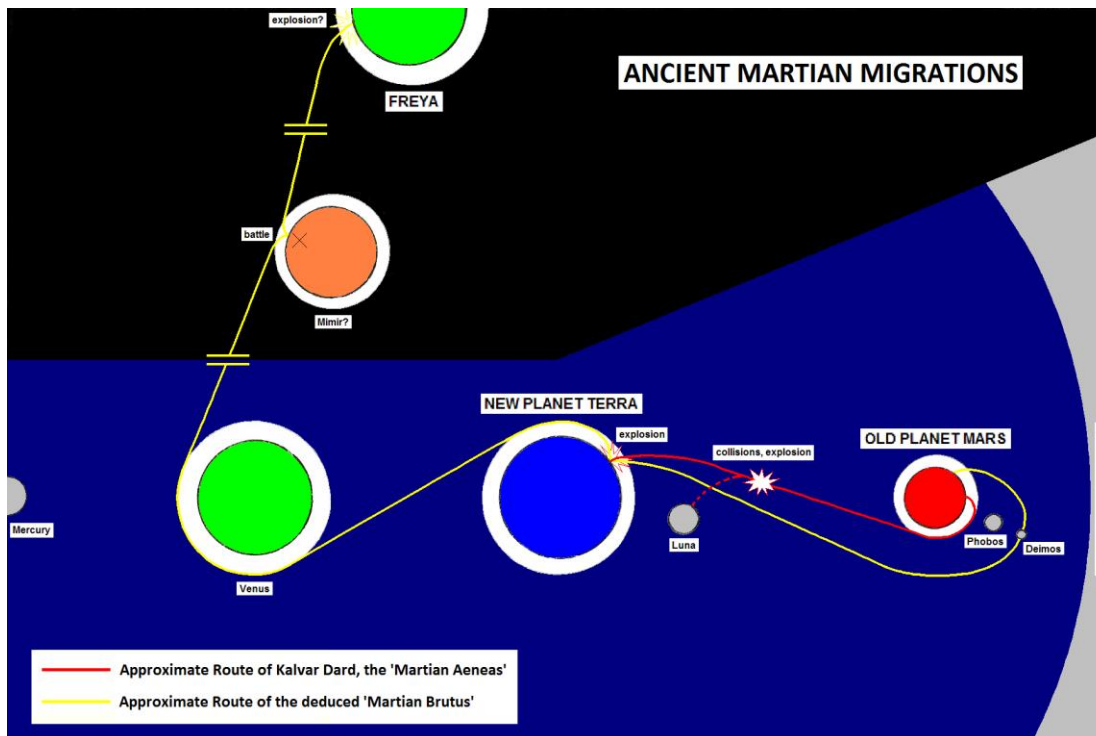 explosion?
ANCIENT MARTIAN MIGRATIONS
FREYA
battle
Mimir?
NEW PLANET TERRA
explosion
collisions, explosion
OLD PLANET MARS
Mercury
Venus
Luna
Phobos
Deimos
Approximate Route of Kalvar Dard, the 'Martian Aeneas'
Approximate Route of the deduced 'Martian Brutus'